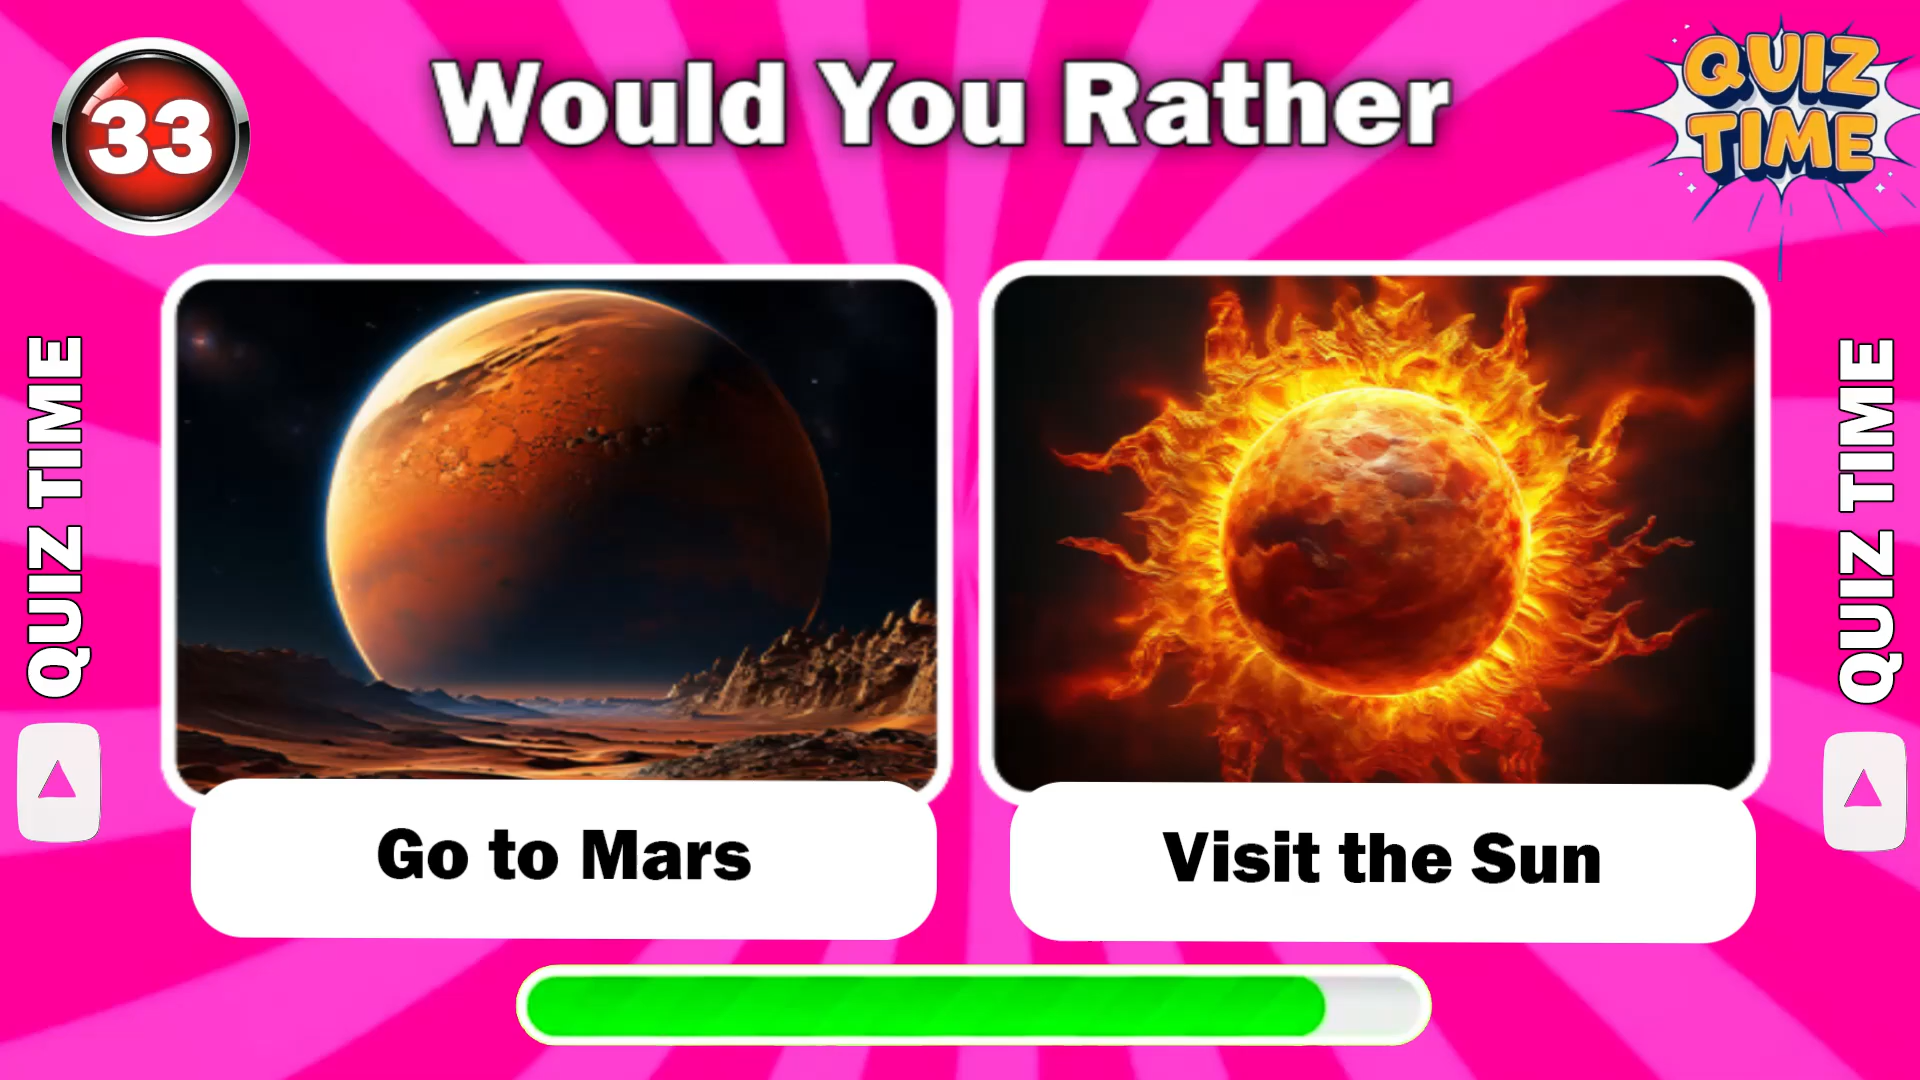 33
Would You Rather
QUIZ
TIME
QUIZ TIME
QUIZ TIME
Go to Mars
Visit the Sun